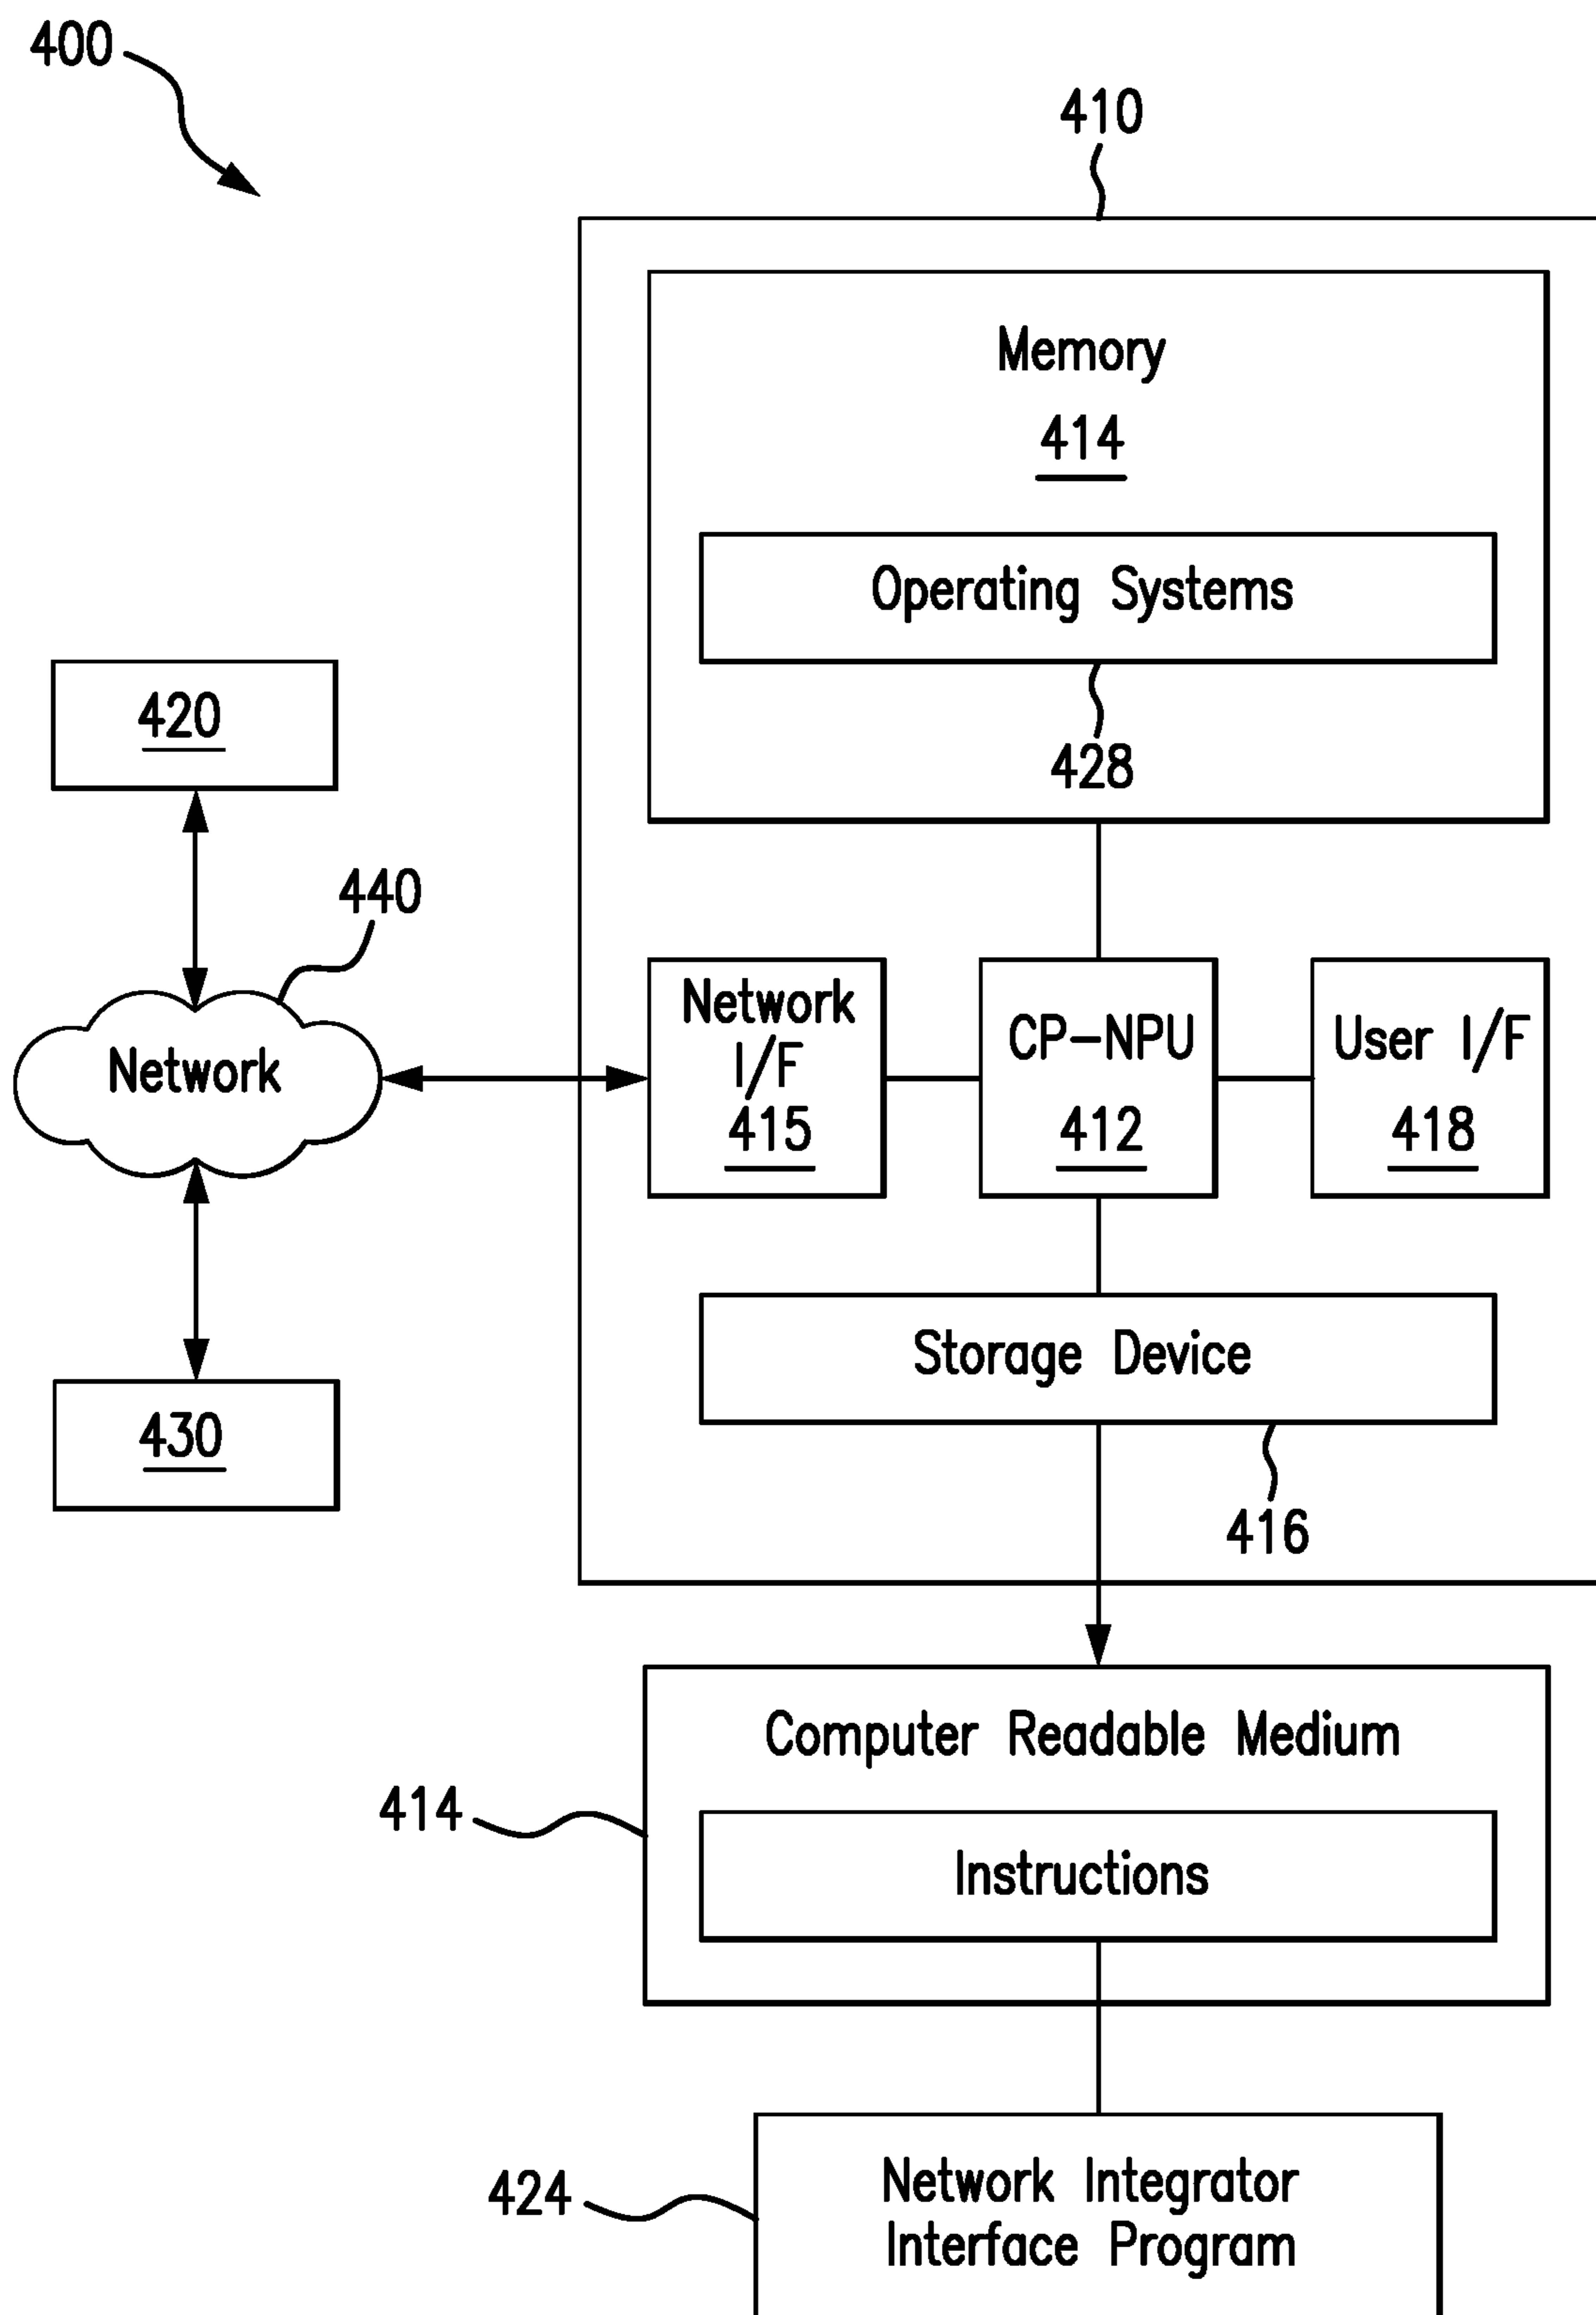 400
410
Memory
414
Operating Systems
428
420
440
Network
Network
I/F
415
CP-NPU
412
User I/F
418
Storage Device
416
430
Computer Readable Medium
414
Instructions
424
Network Integrator
Interface Program